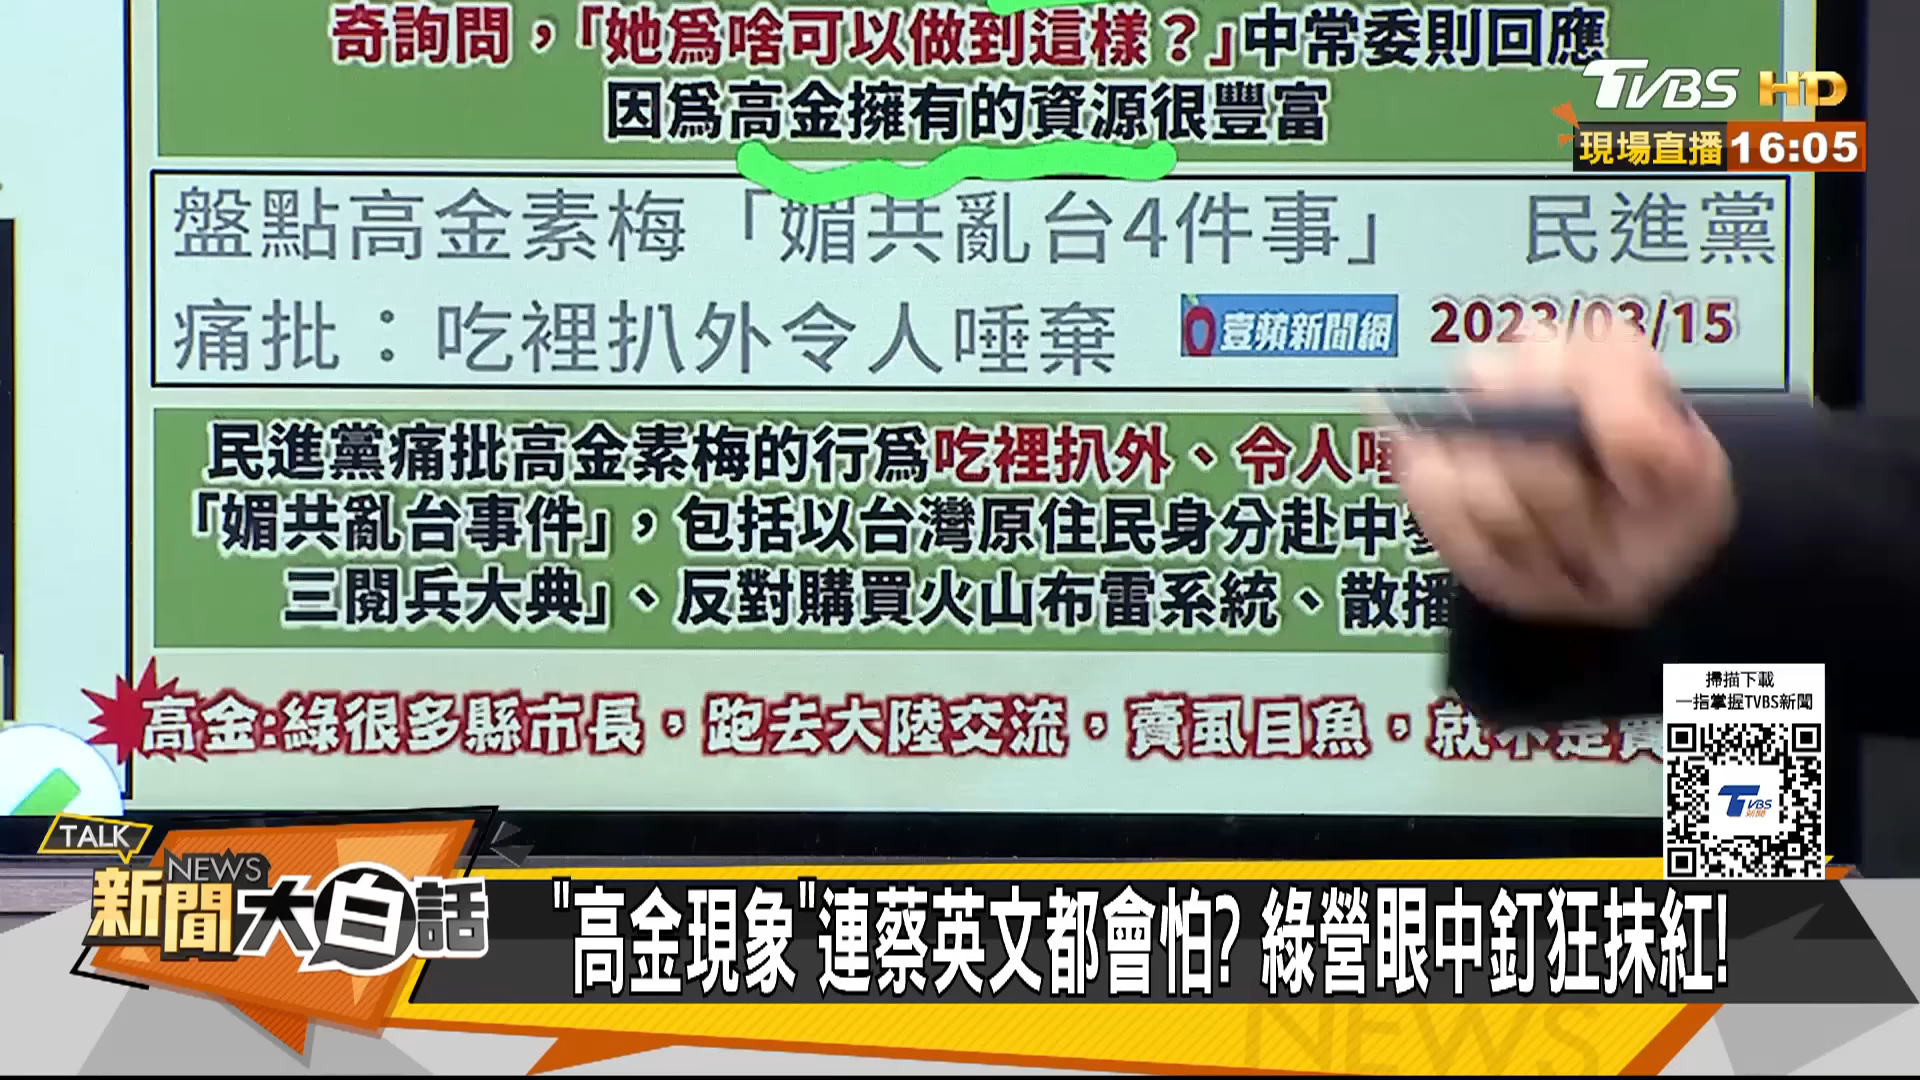 奇詢問，「她為啥可以做到這樣？」中常委則回應
因為高金擁有的資源很豐富
TVBS HD
現場直播 16:05
盤點高金素梅「媚共亂台4件事」 民進黨
痛批：吃裡扒外令人唾棄
壹蘋新聞網 2023/03/15
民進黨痛批高金素梅的行為吃裡扒外、令人唾
「媚共亂台事件」，包括以台灣原住民身分赴中參
三閱兵大典」、反對購買火山布雷系統、散播
高金:綠很多縣市長，跑去大陸交流，賣虱目魚，就不是賣
掃描下載
一指掌握TVBS新聞
TVBS
新聞
TALK
NEWS
新聞大白話
"高金現象"連蔡英文都會怕? 綠營眼中釘狂抹紅!
NEWS